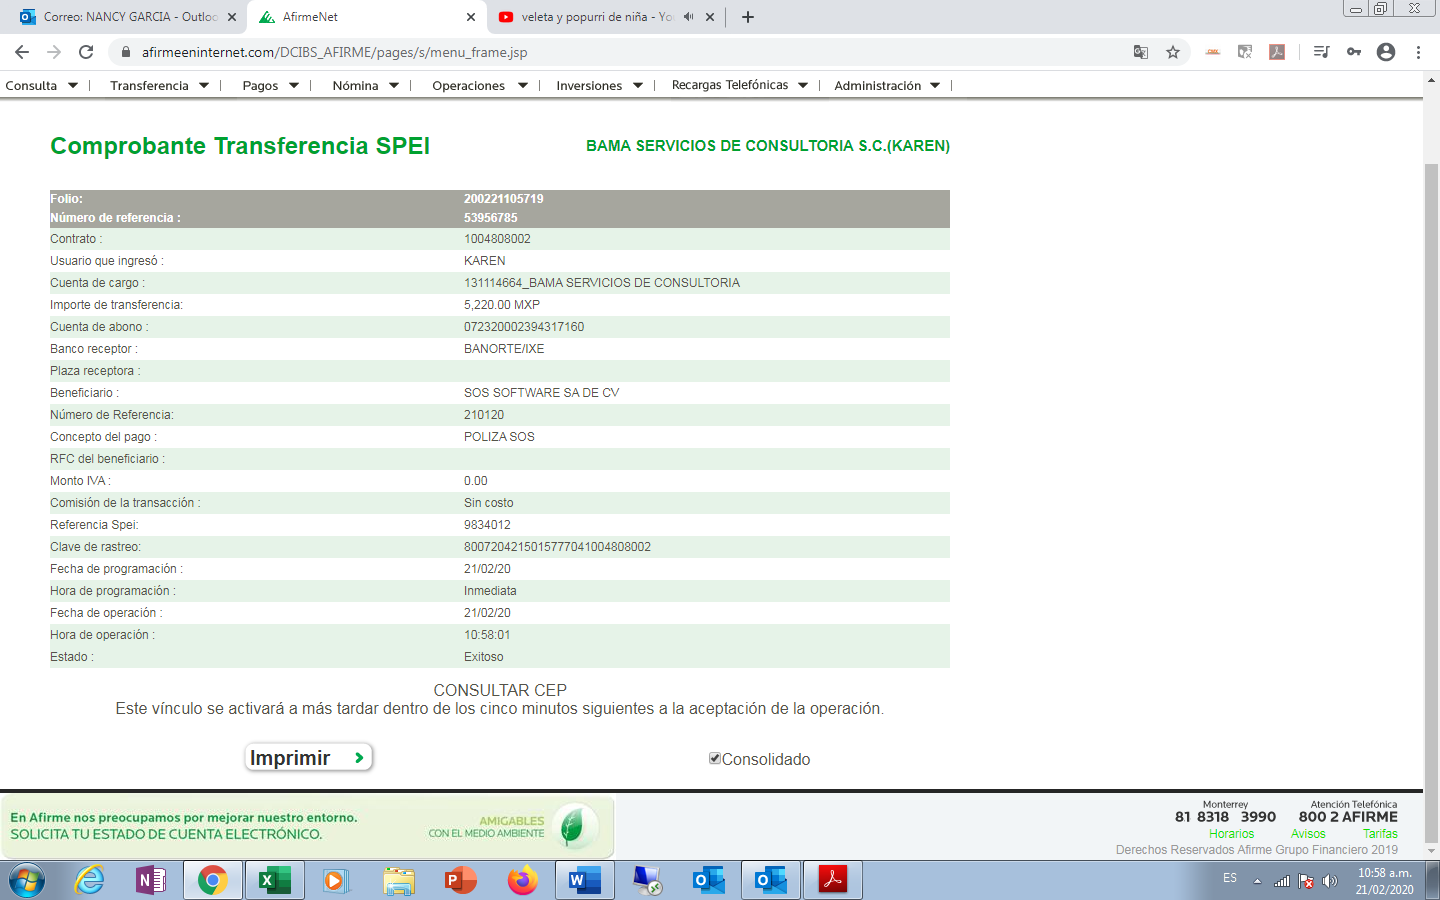 Correo: NANCY GARCIA - Outloo
AfirmeNet
veleta y popurri de niña - Yo
afirmeeninternet.com/DCIBS_AFIRME/pages/s/menu_frame.jsp
Consulta | Transferencia | Pagos | Nómina | Operaciones | Inversiones | Recargas Telefónicas | Administración |
Comprobante Transferencia SPEI
BAMA SERVICIOS DE CONSULTORIA S.C.(KAREN)
Folio: 200221105719
Número de referencia : 53956785
Contrato : 1004808002
Usuario que ingresó : KAREN
Cuenta de cargo : 131114664_BAMA SERVICIOS DE CONSULTORIA
Importe de transferencia: 5,220.00 MXP
Cuenta de abono : 072320002394317160
Banco receptor : BANORTE/IXE
Plaza receptora :
Beneficiario : SOS SOFTWARE SA DE CV
Número de Referencia: 210120
Concepto del pago : POLIZA SOS
RFC del beneficiario :
Monto IVA : 0.00
Comisión de la transacción : Sin costo
Referencia Spei: 9834012
Clave de rastreo: 8007204215015777041004808002
Fecha de programación : 21/02/20
Hora de programación : Inmediata
Fecha de operación : 21/02/20
Hora de operación : 10:58:01
Estado : Exitoso
CONSULTAR CEP
Este vínculo se activará a más tardar dentro de los cinco minutos siguientes a la aceptación de la operación.
Imprimir
Consolidado
En Afirme nos preocupamos por mejorar nuestro entorno.
SOLICITA TU ESTADO DE CUENTA ELECTRÓNICO.
AMIGABLES
CON EL MEDIO AMBIENTE
Monterrey Atención Telefónica
81 8318 3990 800 2 AFIRME
Horarios Avisos Tarifas
Derechos Reservados Afirme Grupo Financiero 2019
ES
10:58 a.m.
21/02/2020